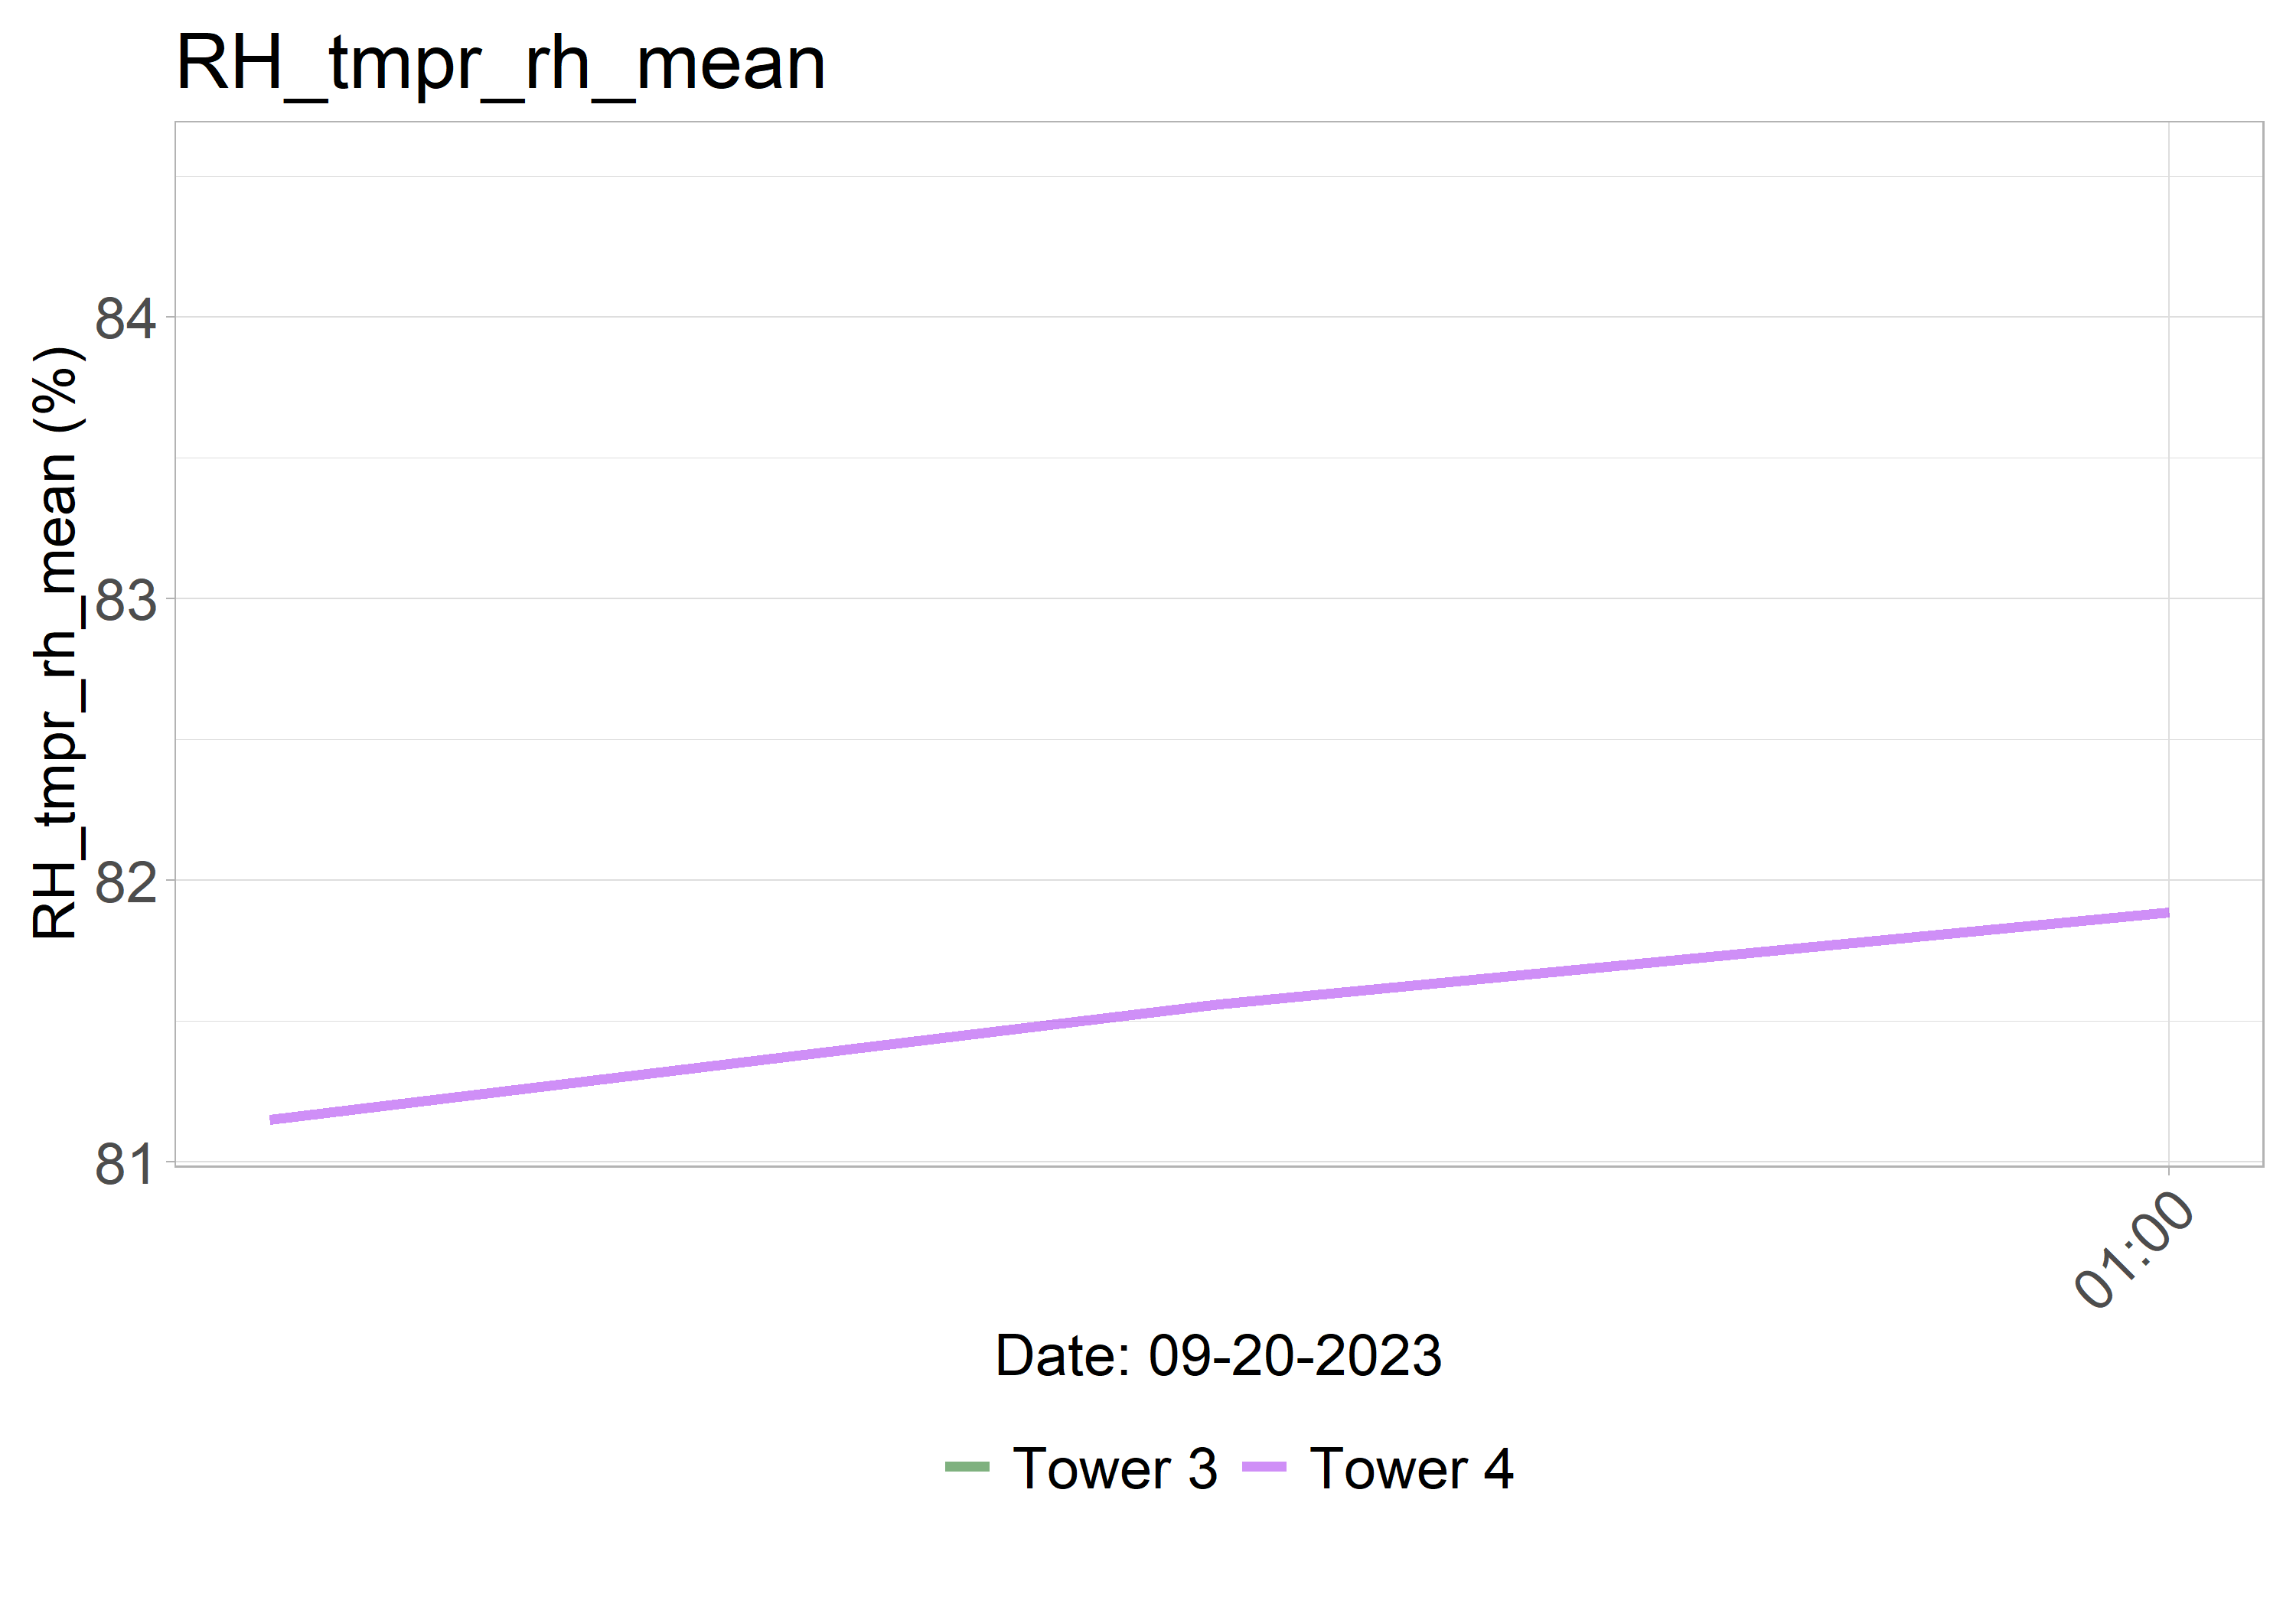 RH_tmpr_rh_mean
RH_tmpr_rh_mean (%)
84
83
82
81
01:00
Date: 09-20-2023
Tower 3 Tower 4